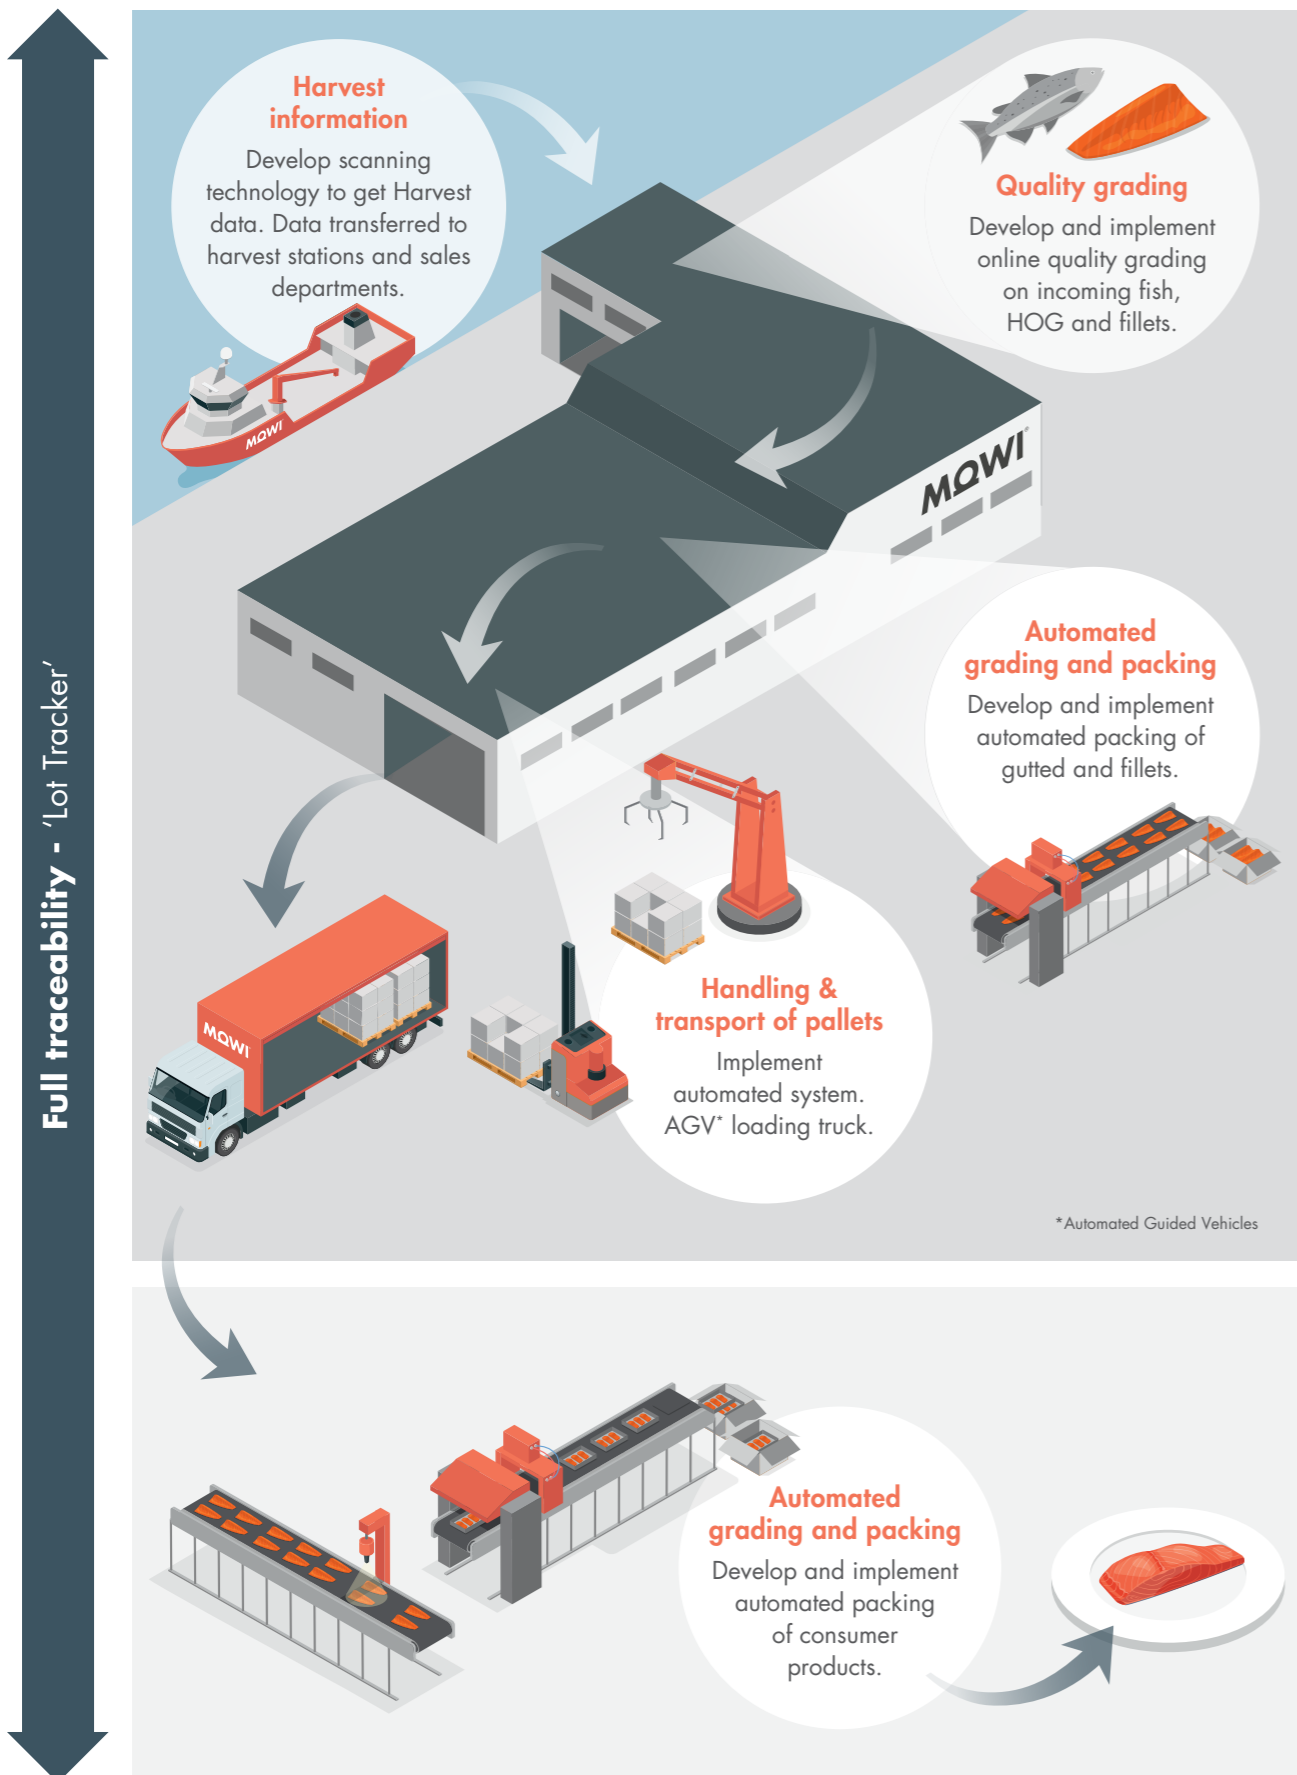 Full traceability - 'Lot Tracker'
Harvest
information
Develop scanning
technology to get Harvest
data. Data transferred to
harvest stations and sales
departments.
MOWI
Quality grading
Develop and implement
online quality grading
on incoming fish,
HOG and fillets.
MOWI
Automated
grading and packing
Develop and implement
automated packing of
gutted and fillets.
Handling &
transport of pallets
Implement
automated system.
AGV* loading truck.
MOWI
*Automated Guided Vehicles
Automated
grading and packing
Develop and implement
automated packing
of consumer
products.